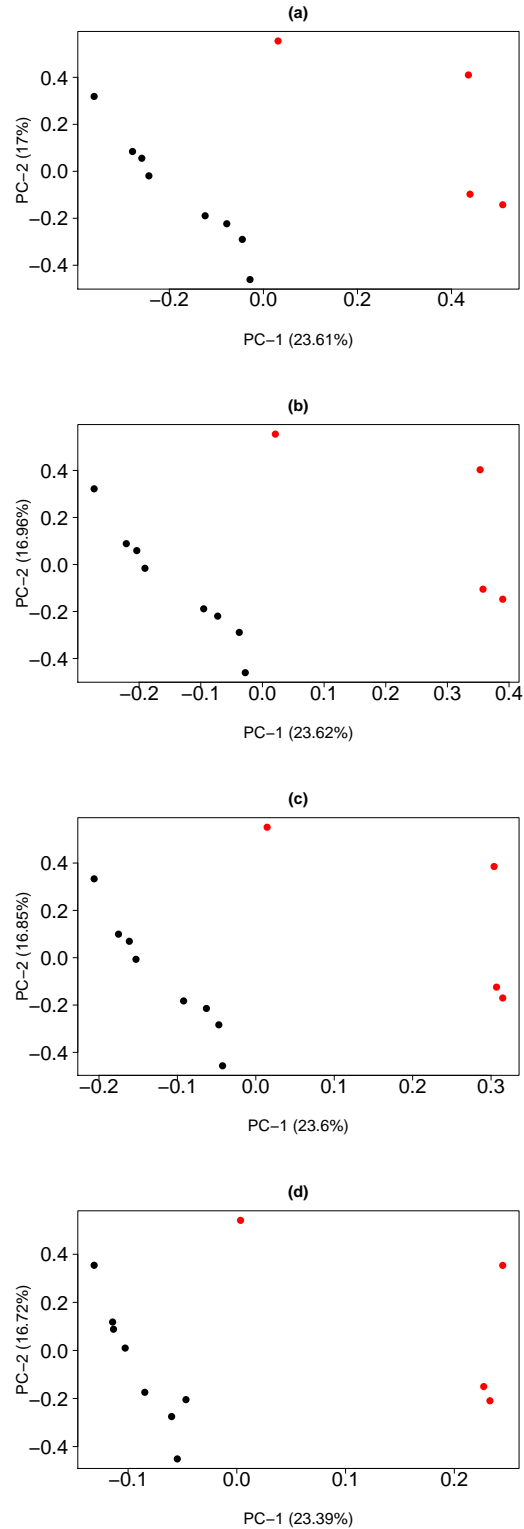 (a)
0.4
0.2
0.0
−0.2
−0.4
PC−2 (17%)
−0.2 0.0 0.2 0.4
PC−1 (23.61%)
(b)
0.4
0.2
0.0
−0.2
−0.4
PC−2 (16.96%)
−0.2 −0.1 0.0 0.1 0.2 0.3 0.4
PC−1 (23.62%)
(c)
0.4
0.2
0.0
−0.2
−0.4
PC−2 (16.85%)
−0.2 −0.1 0.0 0.1 0.2 0.3
PC−1 (23.6%)
(d)
0.4
0.2
0.0
−0.2
−0.4
PC−2 (16.72%)
−0.1 0.0 0.1 0.2
PC−1 (23.39%)